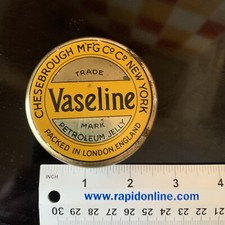 CHESEBROUGH MFG Co Cd NEW YORK
TRADE
Vaseline
MARK
PETROLEUM JELLY
PACKED IN LONDON, ENGLAND
INCH 1 2 3 4
www.rapidonline.com
30 29 28 27 26 25 24 23 22 21 20